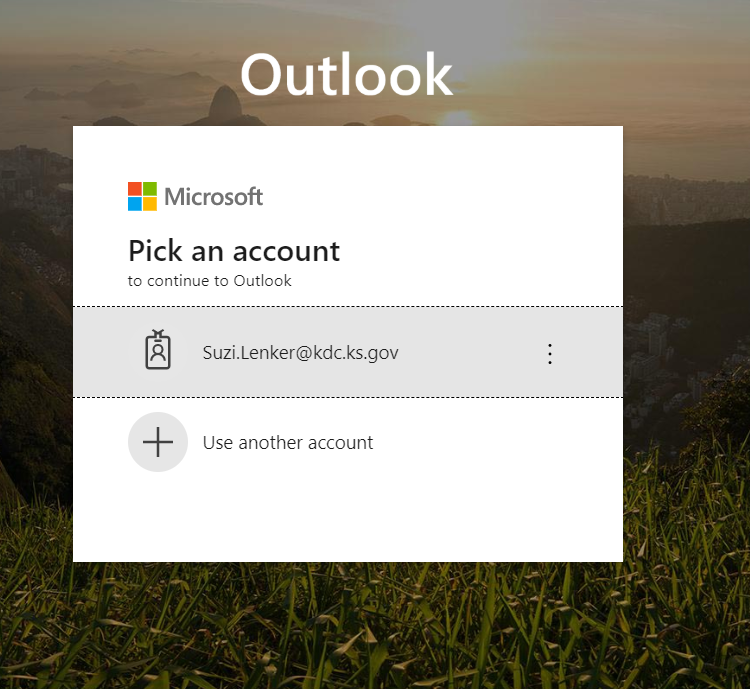 Outlook
Microsoft
Pick an account
to continue to Outlook
Suzi.Lenker@kdc.ks.gov
Use another account